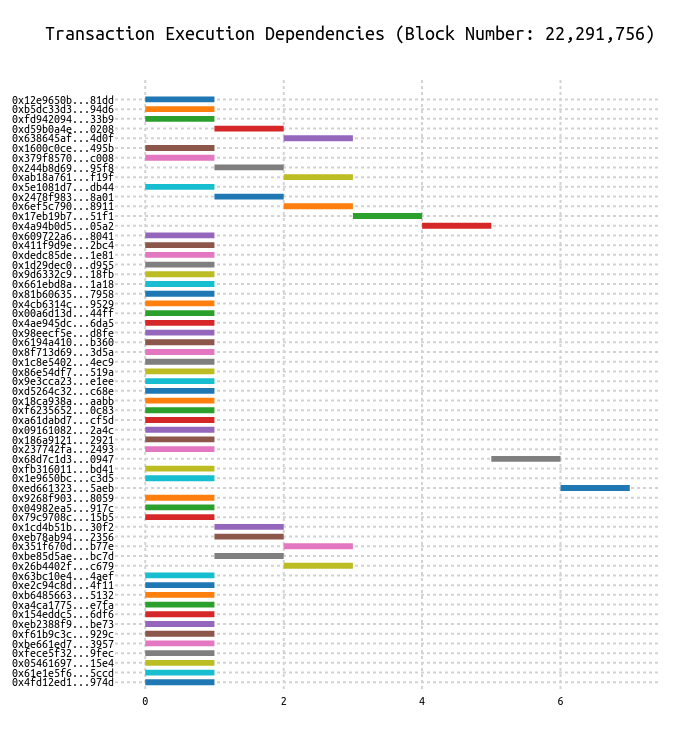 Transaction Execution Dependencies (Block Number: 22,291,756)
0x12e9650b...81dd
0xb5dc33d3...94d6
0xfd942094...33b9
0xd59b0a4e...0208
0x638645af...4d0f
0x1600c0ce...495b
0x379f8570...c008
0x244b8d69...95f8
0xab18a761...f19f
0x5e1081d7...db44
0x2478f983...8a01
0x6ef5c790...8911
0x17eb19b7...51f1
0x4a94b0d5...05a2
0x609722a6...8041
0x411f9d9e...2bc4
0xdedc85de...1e81
0x1d29dec0...d955
0x9d6332c9...18fb
0x661ebd8a...1a18
0x81b60635...7958
0x4cb6314c...9529
0x00a6d13d...44ff
0x4ae945dc...6da5
0x98eecf5e...d8fe
0x6194a410...b360
0x8f713d69...3d5a
0x1c8e5402...4ec9
0x86e54df7...519a
0x9e3cca23...e1ee
0xd5264c32...c68e
0x18ca938a...aabb
0xf6235652...0c83
0xa61dabd7...cf5d
0x09161082...2a4c
0x186a9121...2921
0x237742fa...2493
0x68d7c1d3...0947
0xfb316011...bd41
0x1e9650bc...c3d5
0xed661323...5aeb
0x9268f903...8059
0x04982ea5...917c
0x79c9708c...15b5
0x1cd4b51b...30f2
0xeb78ab94...2356
0x351f670d...b77e
0xbe85d5ae...bc7d
0x26b4402f...c679
0x63bc10e4...4aef
0xe2c94c8d...4f11
0xb6485663...5132
0xa4ca1775...e7fa
0x154eddc5...6df6
0xeb2388f9...be73
0xf61b9c3c...929c
0xbe661ed7...3957
0xfece5f32...9fec
0x05461697...15e4
0x61e1e5f6...5ccd
0x4fd12ed1...974d
0 2 4 6